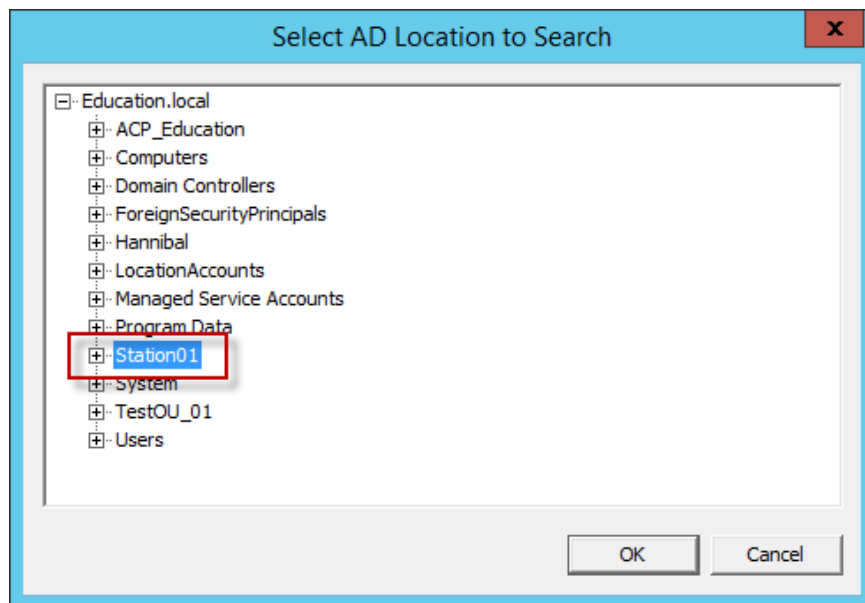 Select AD Location to Search
x
Education.local
ACP_Education
Computers
Domain Controllers
ForeignSecurityPrincipals
Hannibal
LocationAccounts
Managed Service Accounts
Program Data
Station01
System
TestOU_01
Users
OK Cancel